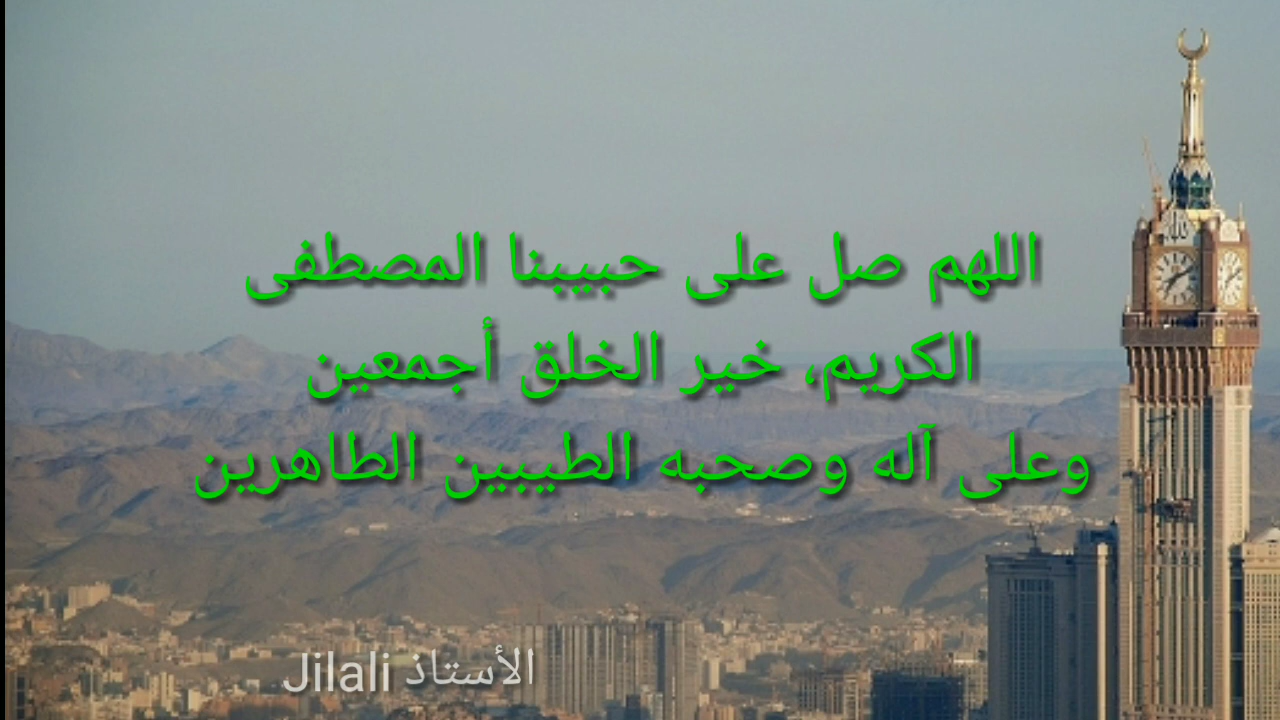 اللهم صل على حبيبنا المصطفى
الكريم، خير الخلق أجمعين
وعلى آله وصحبه الطيبين الطاهرين
الأستاذ Jilali